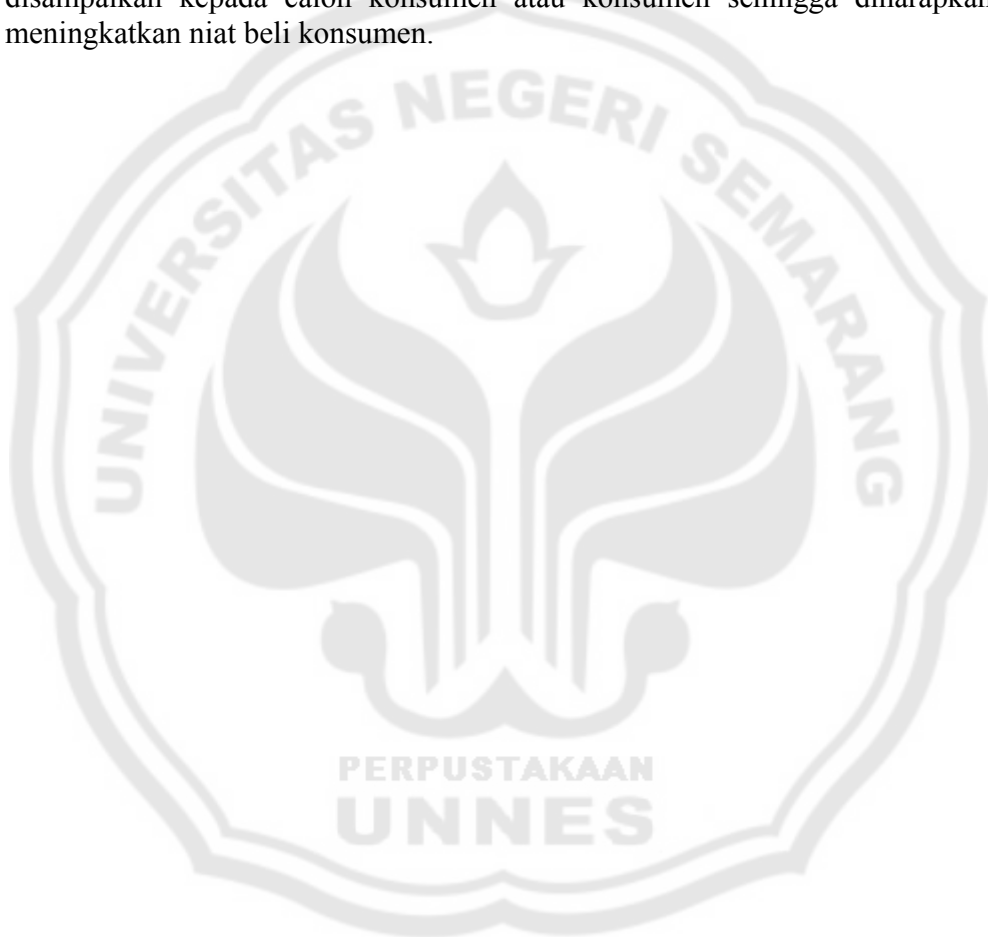 disampaikan kepada calon konsumen atau konsumen sehingga diharapkan
meningkatkan niat beli konsumen.
UNIVERSITAS NEGERI SEMARANG
PERPUSTAKAAN
UNNES